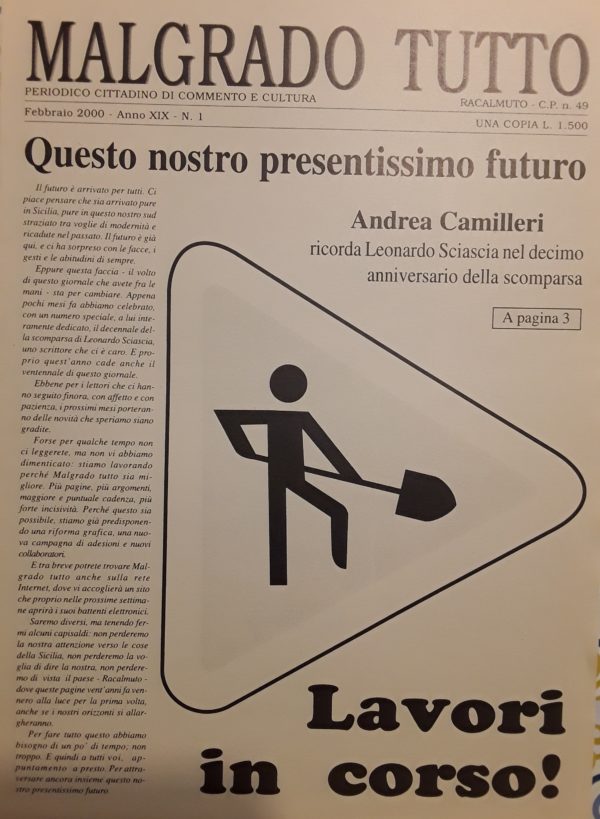 MALGRADO TUTTO
PERIODICO CITTADINO DI COMMENTO E CULTURA
RACALMUTO - C.P. n. 49
Febbraio 2000 - Anno XIX - N. 1
UNA COPIA L. 1.500
Questo nostro presentissimo futuro
Il futuro è arrivato per tutti. Ci
piace pensare che sia arrivato pure
in Sicilia, pure in questo nostro sud
straziato tra voglie di modernità e
ricadute nel passato. Il futuro è già
qui, e ci ha sorpreso con le facce, i
gesti e le abitudini di sempre.
Eppure questa faccia - il volto
di questo giornale che avete fra le
mani - sta per cambiare. Appena
pochi mesi fa abbiamo celebrato,
con un numero speciale, a lui inte-
ramente dedicato, il decennale del-
la scomparsa di Leonardo Sciascia,
uno scrittore che ci è caro. E pro-
prio quest'anno cade anche il
ventennale di questo giornale.
Ebbene per i lettori che ci han-
no seguito finora, con affetto e con
pazienza, i prossimi mesi porteran-
no delle novità che speriamo siano
gradite.
Forse per qualche tempo non
ci leggerete, ma non vi abbiamo
dimenticato: stiamo lavorando
perché Malgrado tutto sia mi-
gliore. Più pagine, più argomenti,
maggiore e puntuale cadenza, più
forte incisività. Perché questo sia
possibile, stiamo già predisponen-
do una riforma grafica, una nuo-
va campagna di adesioni e nuovi
collaboratori.
E tra breve potrete trovare Mal-
grado tutto anche sulla rete
Internet, dove vi accoglierà un sito
che proprio nelle prossime settima-
ne aprirà i suoi battenti elettronici.
Saremo diversi, ma tenendo fer-
mi alcuni capisaldi: non perderemo
la nostra attenzione verso le cose
della Sicilia, non perderemo la vo-
glia di dire la nostra, non perdere-
mo di vista il paese - Racalmuto -
dove queste pagine vent'anni fa ven-
nero alla luce per la prima volta,
anche se i nostri orizzonti si allar-
gheranno.
Per fare tutto questo abbiamo
bisogno di un po' di tempo, non
troppo. E quindi a tutti voi, ap-
puntamento a presto. Per attra-
versare ancora insieme questo no-
stro presentissimo futuro.
Andrea Camilleri
ricorda Leonardo Sciascia nel decimo
anniversario della scomparsa
A pagina 3
Lavori
in corso!